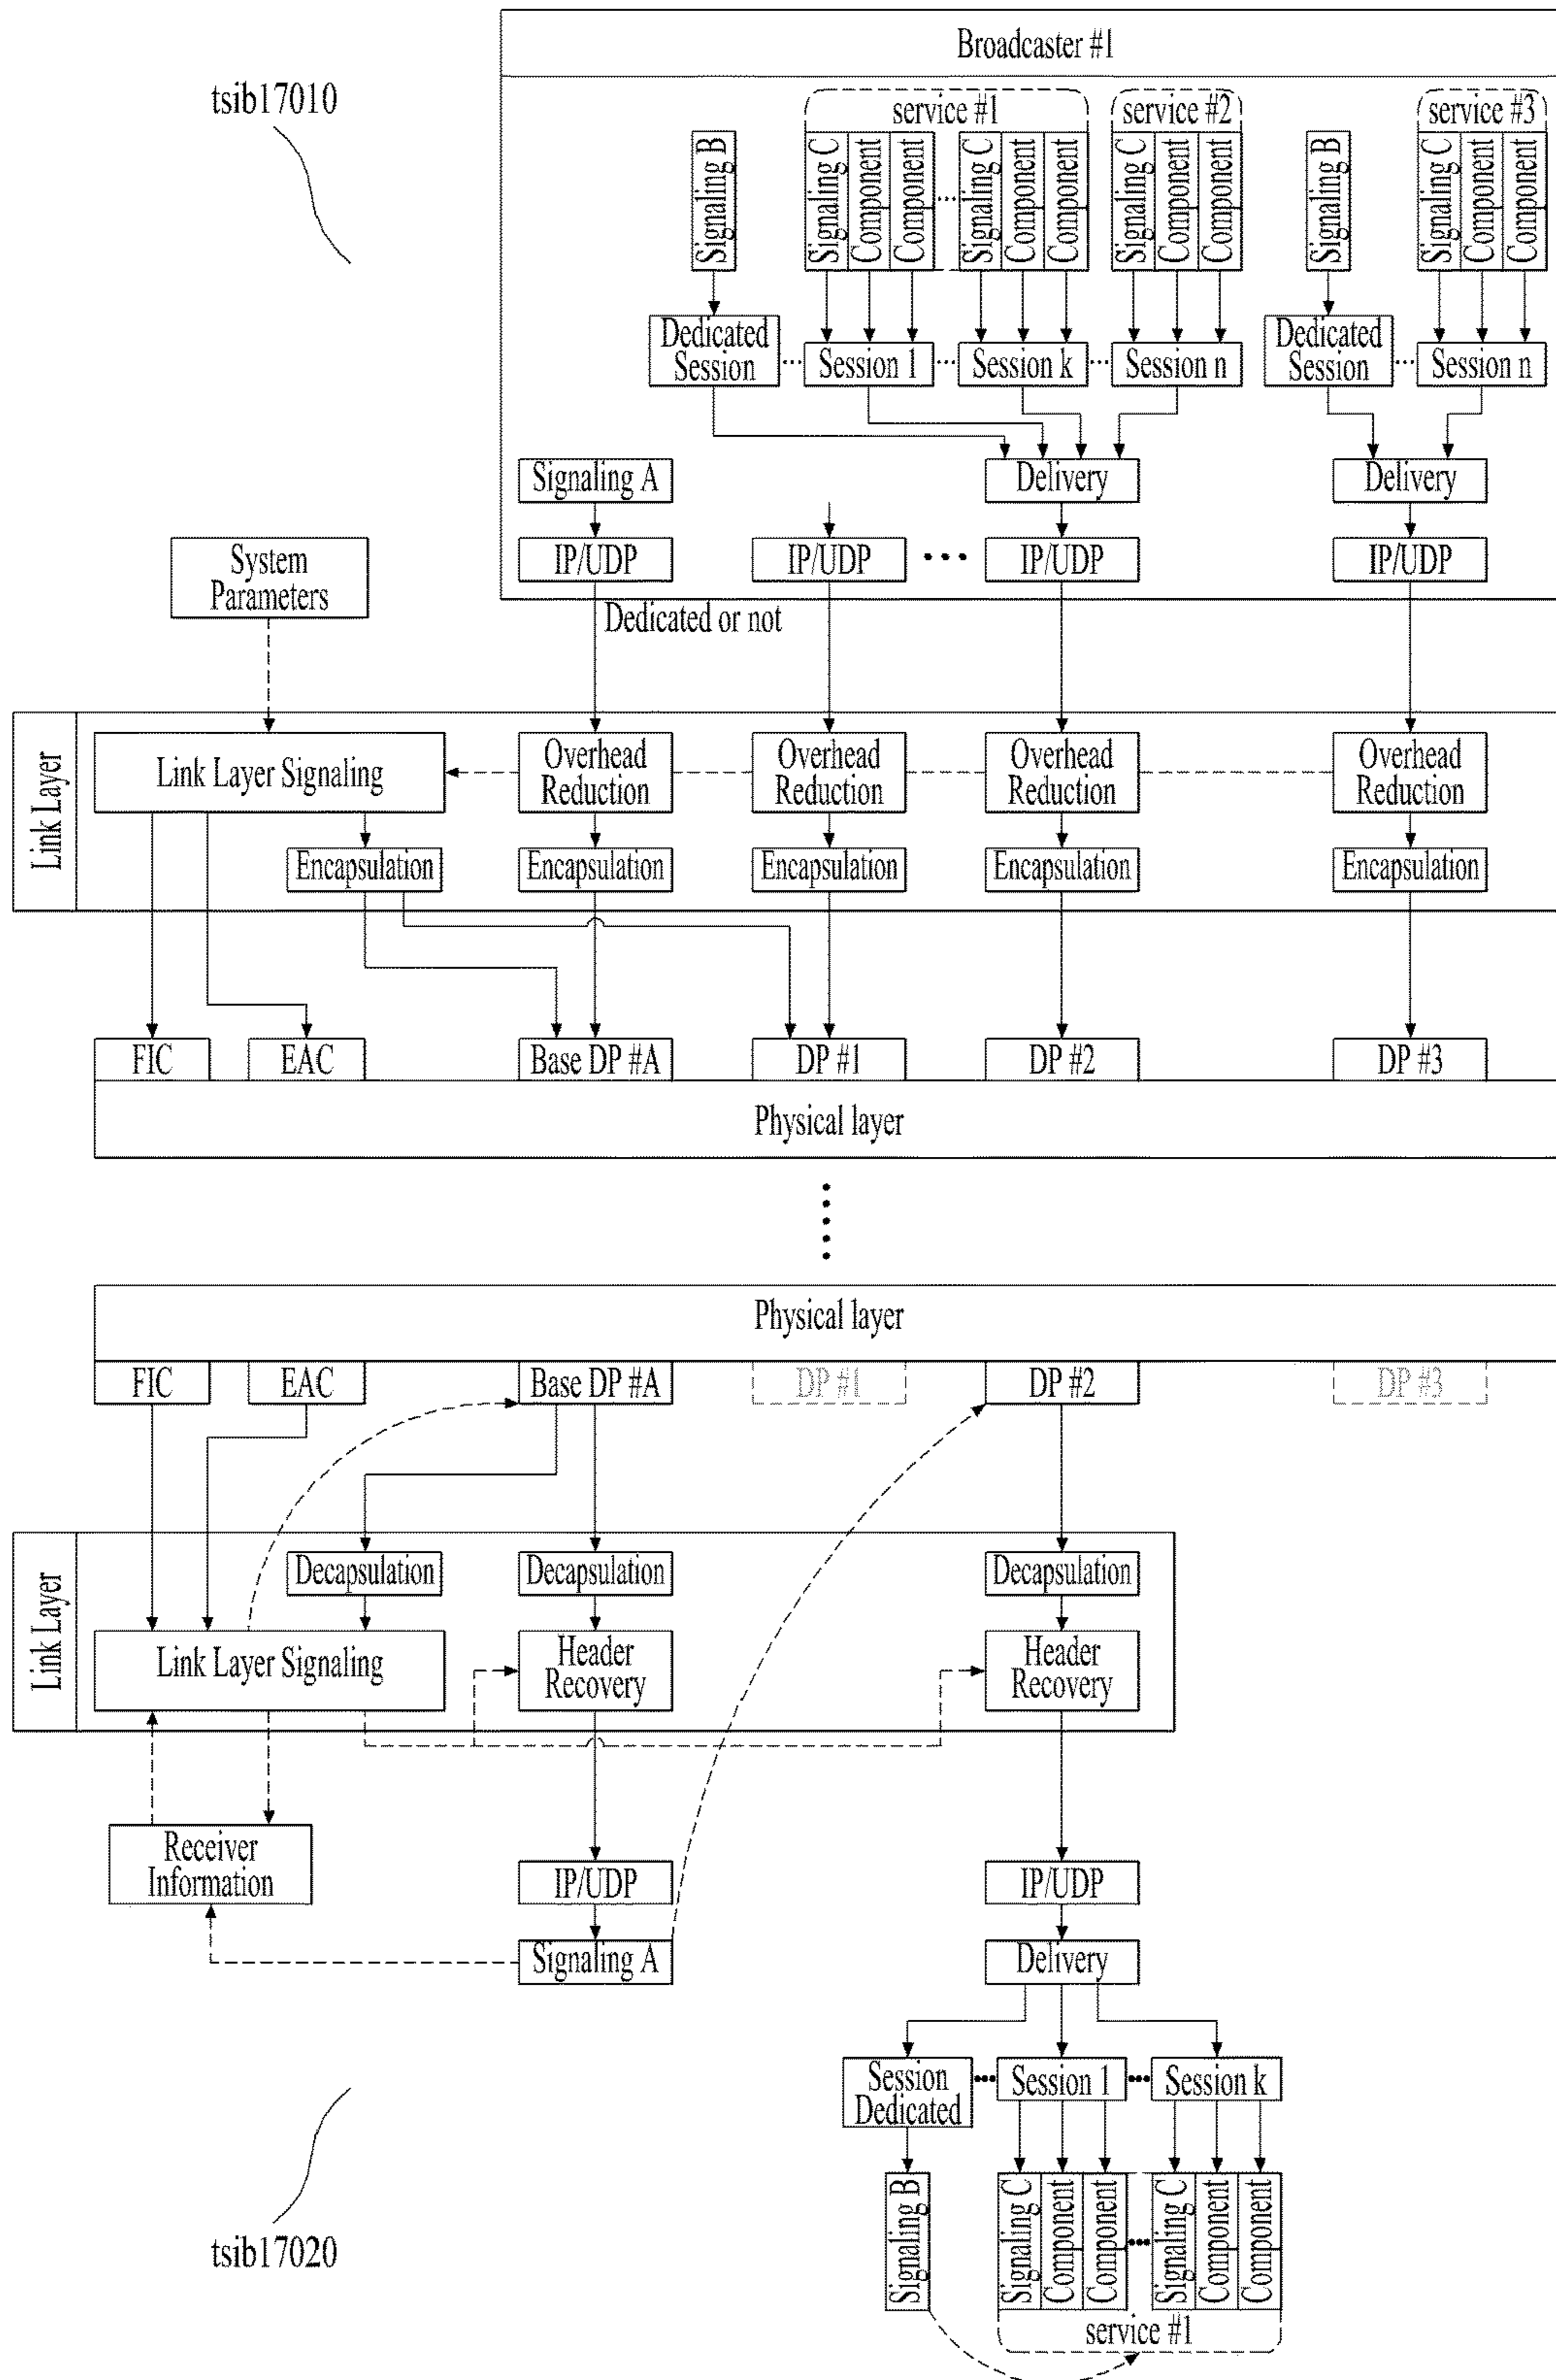 Broadcaster #1
tsib17010
service #1
service #2
service #3
Signaling B
Signaling C
Component
Component
...
Signaling C
Component
Component
Signaling C
Component
Component
Signaling B
Signaling C
Component
Component
Dedicated
Session
...
Session 1
...
Session k
...
Session n
Dedicated
Session
...
Session n
Signaling A
Delivery
Delivery
System
Parameters
IP/UDP
IP/UDP
...
IP/UDP
IP/UDP
Dedicated or not
Link Layer
Link Layer Signaling
Overhead
Reduction
Overhead
Reduction
Overhead
Reduction
Overhead
Reduction
Encapsulation
Encapsulation
Encapsulation
Encapsulation
Encapsulation
FIC
EAC
Base DP #A
DP #1
DP #2
DP #3
Physical layer
Physical layer
FIC
EAC
Base DP #A
DP #1
DP #2
DP #3
Link Layer
Decapsulation
Decapsulation
Decapsulation
Link Layer Signaling
Header
Recovery
Header
Recovery
Receiver
Information
IP/UDP
IP/UDP
Signaling A
Delivery
Session
Dedicated
...
Session 1
...
Session k
Signaling B
Signaling C
Component
Component
...
Signaling C
Component
Component
service #1
tsib17020